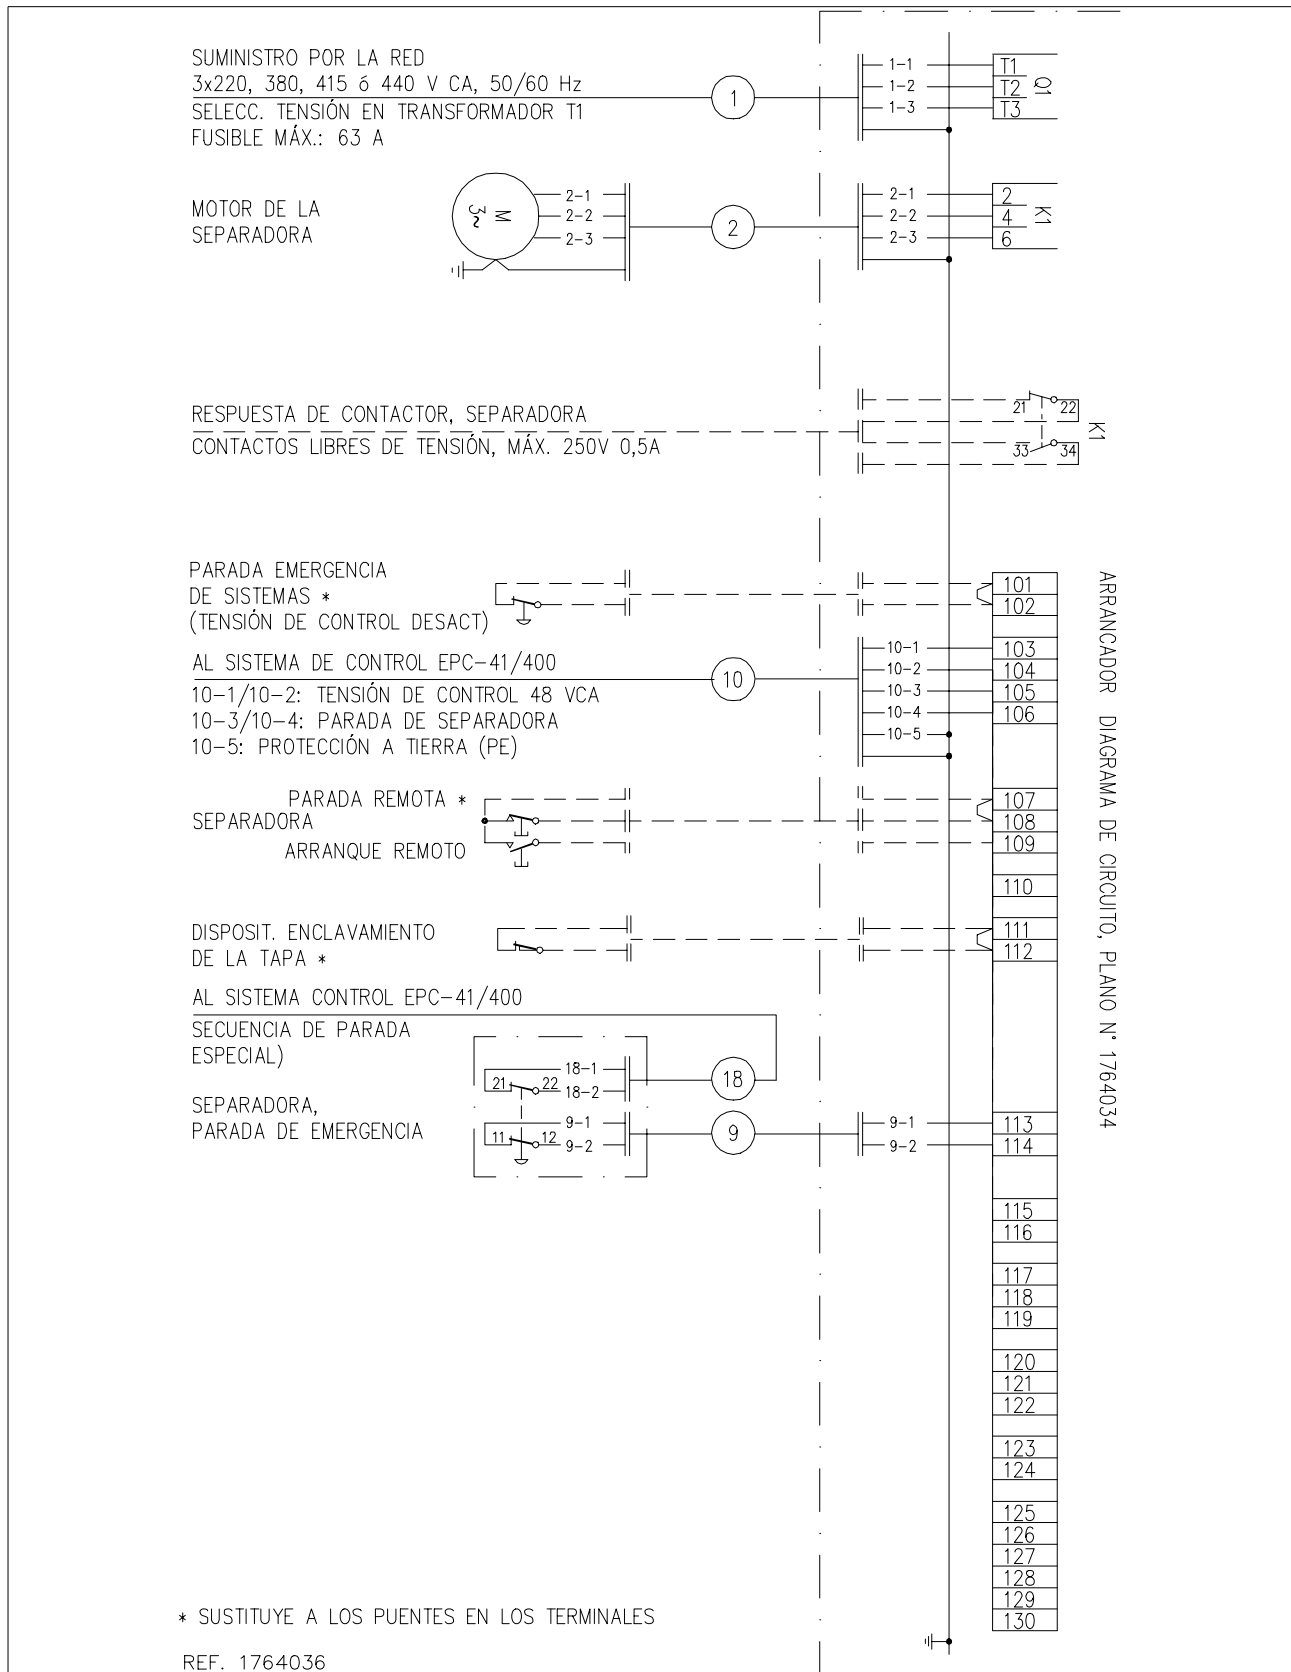 SUMINISTRO POR LA RED
3x220, 380, 415 ó 440 V CA, 50/60 Hz
SELECC. TENSIÓN EN TRANSFORMADOR T1
FUSIBLE MÁX.: 63 A
1
1-1
1-2
1-3
T1
T2
T3
Q1
MOTOR DE LA
SEPARADORA
M
3~
2-1
2-2
2-3
2
2-1
2-2
2-3
2
4
6
K1
RESPUESTA DE CONTACTOR, SEPARADORA
CONTACTOS LIBRES DE TENSIÓN, MÁX. 250V 0,5A
21
22
33
34
K1
PARADA EMERGENCIA
DE SISTEMAS *
(TENSIÓN DE CONTROL DESACT)
101
102
AL SISTEMA DE CONTROL EPC-41/400
10-1/10-2: TENSIÓN DE CONTROL 48 VCA
10-3/10-4: PARADA DE SEPARADORA
10-5: PROTECCIÓN A TIERRA (PE)
10
10-1
10-2
10-3
10-4
10-5
103
104
105
106
PARADA REMOTA *
SEPARADORA
ARRANQUE REMOTO
107
108
109
110
DISPOSIT. ENCLAVAMIENTO
DE LA TAPA *
111
112
AL SISTEMA CONTROL EPC-41/400
SECUENCIA DE PARADA
ESPECIAL)
21
22
18-1
18-2
18
SEPARADORA,
PARADA DE EMERGENCIA
11
12
9-1
9-2
9
9-1
9-2
113
114
115
116
117
118
119
120
121
122
123
124
125
126
127
128
129
130
ARRANCADOR DIAGRAMA DE CIRCUITO, PLANO N° 1764034
* SUSTITUYE A LOS PUENTES EN LOS TERMINALES
REF. 1764036